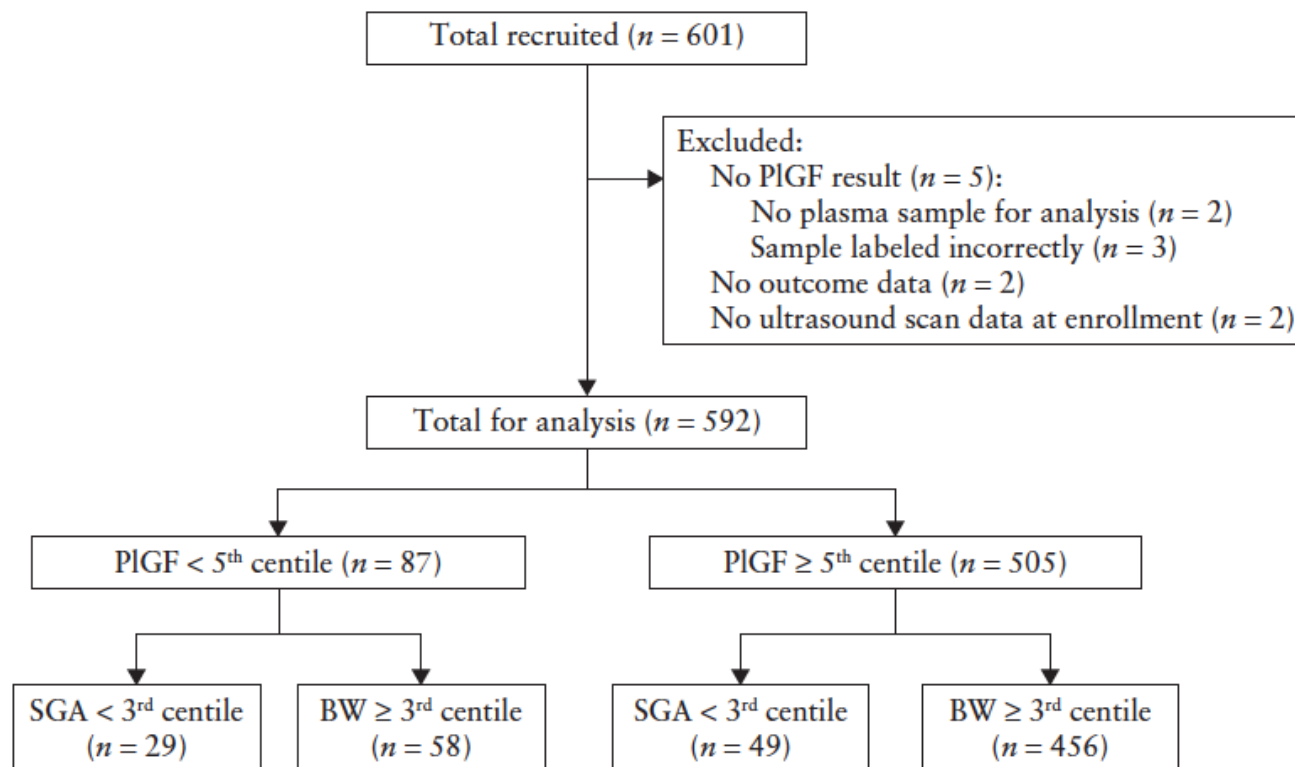 Total recruited (n = 601)
Excluded:
No PlGF result (n = 5):
No plasma sample for analysis (n = 2)
Sample labeled incorrectly (n = 3)
No outcome data (n = 2)
No ultrasound scan data at enrollment (n = 2)
Total for analysis (n = 592)
PlGF < 5th centile (n = 87)
PlGF ≥ 5th centile (n = 505)
SGA < 3rd centile
(n = 29)
BW ≥ 3rd centile
(n = 58)
SGA < 3rd centile
(n = 49)
BW ≥ 3rd centile
(n = 456)